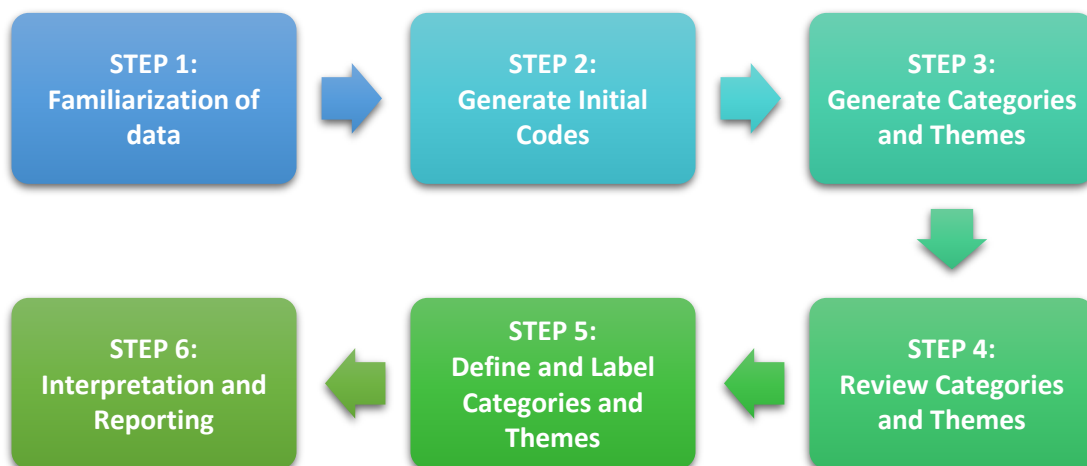 STEP 1:
Familiarization of
data
STEP 2:
Generate Initial
Codes
STEP 3:
Generate Categories
and Themes
STEP 4:
Review Categories
and Themes
STEP 5:
Define and Label
Categories and
Themes
STEP 6:
Interpretation and
Reporting